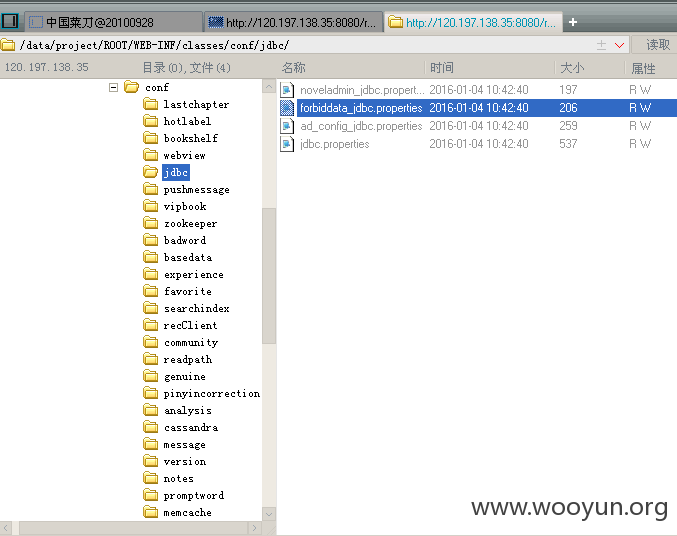 中国菜刀@20100928
http://120.197.138.35:8080/r...
http://120.197.138.35:8080/r...
/data/project/ROOT/WEB-INF/classes/conf/jdbc/
读取
120.197.138.35
目录(0),文件(4)
名称
时间
大小
属性
conf
lastchapter
hotlabel
bookshelf
webview
jdbc
pushmessage
vipbook
zookeeper
badword
basedata
experience
favorite
searchindex
recClient
community
readpath
genuine
pinyincorrection
analysis
cassandra
message
version
notes
promptword
memcache
noveladmin_jdbc.propert... 2016-01-04 10:42:40 197 RW
forbiddata_jdbc.properties 2016-01-04 10:42:40 206 RW
ad_config_jdbc.properties 2016-01-04 10:42:40 259 RW
jdbc.properties 2016-01-04 10:42:40 537 RW
www.wooyun.org